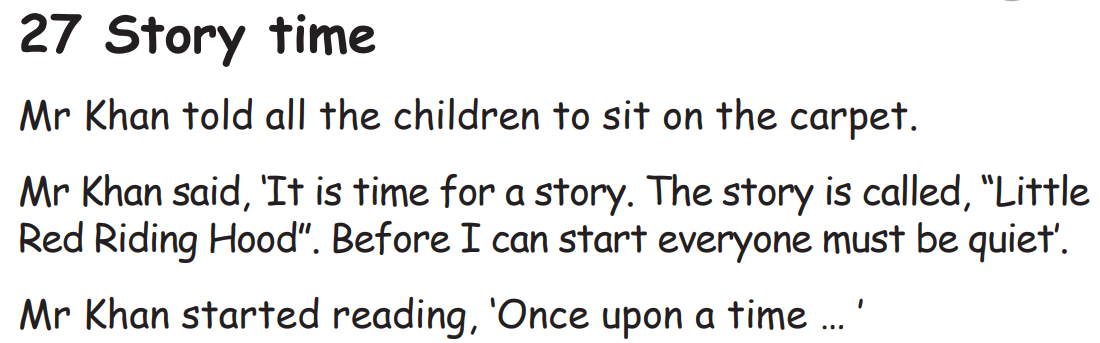 27 Story time
Mr Khan told all the children to sit on the carpet.
Mr Khan said, ‘It is time for a story. The story is called, “Little
Red Riding Hood”. Before I can start everyone must be quiet’.
Mr Khan started reading, ‘Once upon a time ... ’